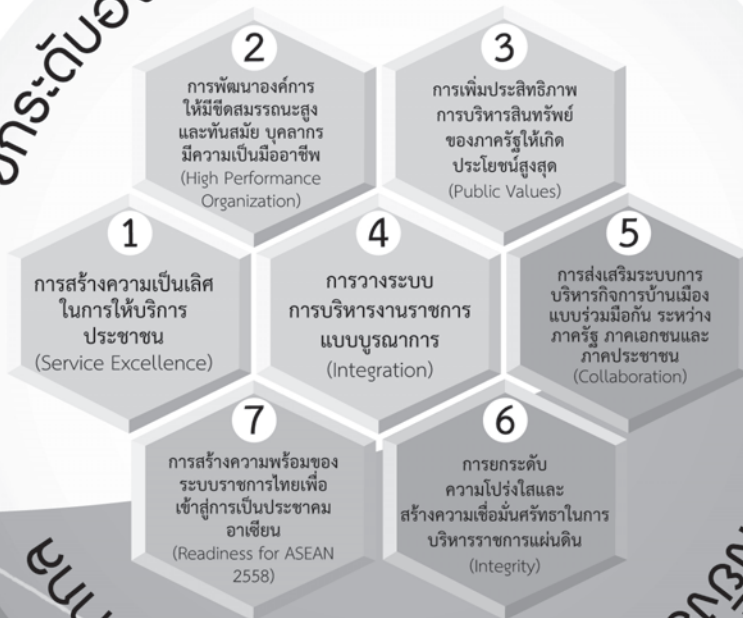 1
การสร้างความเป็นเลิศ
ในการให้บริการ
ประชาชน
(Service Excellence)
2
การพัฒนาองค์การ
ให้มีขีดสมรรถนะสูง
และทันสมัย บุคลากร
มีความเป็นมืออาชีพ
(High Performance
Organization)
3
การเพิ่มประสิทธิภาพ
การบริหารสินทรัพย์
ของภาครัฐให้เกิด
ประโยชน์สูงสุด
(Public Values)
4
การวางระบบ
การบริหารงานราชการ
แบบบูรณาการ
(Integration)
5
การส่งเสริมระบบการ
บริหารกิจการบ้านเมือง
แบบร่วมมือกัน ระหว่าง
ภาครัฐ ภาคเอกชนและ
ภาคประชาชน
(Collaboration)
6
การยกระดับ
ความโปร่งใสและ
สร้างความเชื่อมั่นศรัทธาในการ
บริหารราชการแผ่นดิน
(Integrity)
7
การสร้างความพร้อมของ
ระบบราชการไทยเพื่อ
เข้าสู่การเป็นประชาคม
อาเซียน
(Readiness for ASEAN
2558)